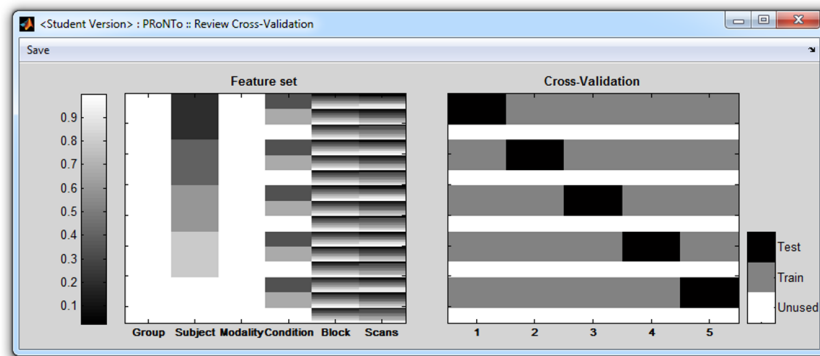 <Student Version> : PRoNTo :: Review Cross-Validation
Save
Feature set
Cross-Validation
0.9
0.8
0.7
0.6
0.5
0.4
0.3
0.2
0.1
Test
Train
Unused
Group Subject Modality Condition Block Scans
1 2 3 4 5